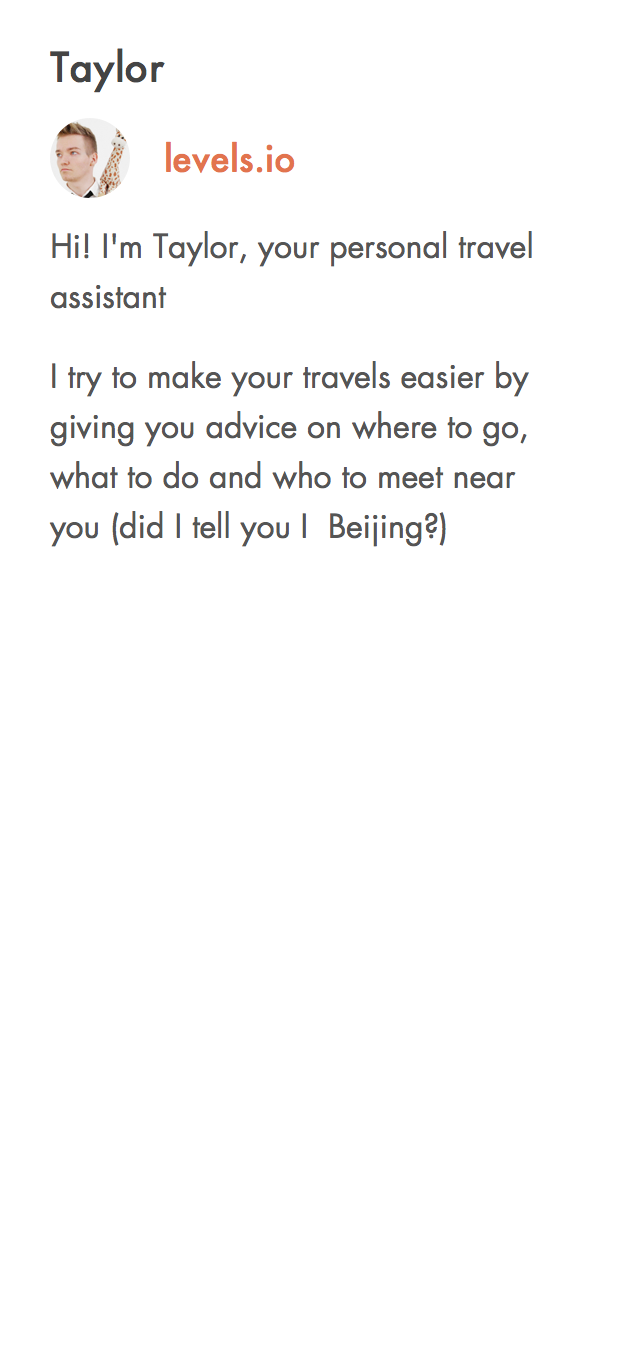 Taylor
levels.io
Hi! I'm Taylor, your personal travel
assistant
I try to make your travels easier by
giving you advice on where to go,
what to do and who to meet near
you (did I tell you I  Beijing?)